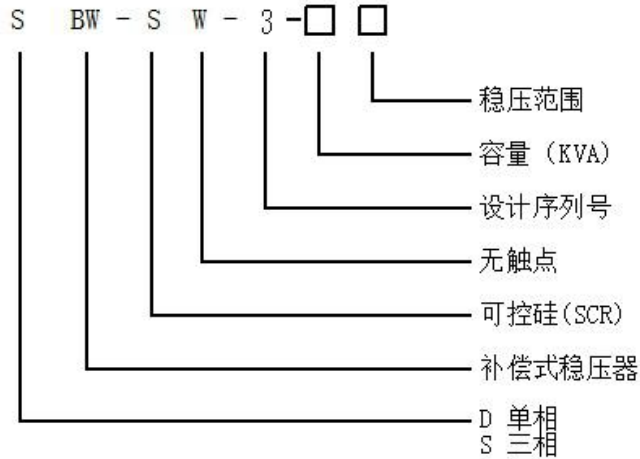 S BW-S W-3-□ □
稳压范围
容量 (KVA)
设计序列号
无触点
可控硅(SCR)
补偿式稳压器
D 单相
S 三相